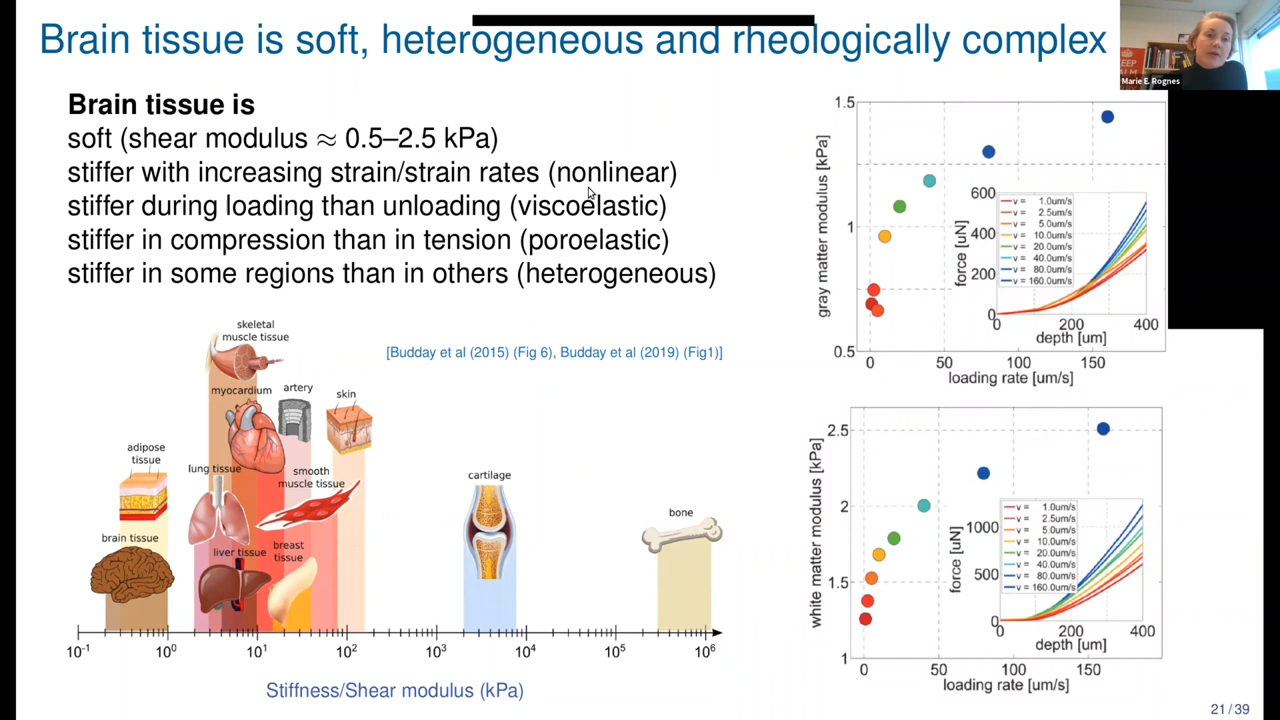 Brain tissue is soft, heterogeneous and rheologically complex
KEEP
CALM
Marie E. Rognes
Brain tissue is
soft (shear modulus ≈ 0.5–2.5 kPa)
stiffer with increasing strain/strain rates (nonlinear)
stiffer during loading than unloading (viscoelastic)
stiffer in compression than in tension (poroelastic)
stiffer in some regions than in others (heterogeneous)
[Budday et al (2015) (Fig 6), Budday et al (2019) (Fig1)]
skeletal
muscle tissue
myocardium
artery
skin
adipose
tissue
lung tissue
smooth
muscle tissue
cartilage
bone
brain tissue
liver tissue
breast
tissue
10⁻¹ 10⁰ 10¹ 10² 10³ 10⁴ 10⁵ 10⁶
Stiffness/Shear modulus (kPa)
gray matter modulus [kPa]
1.5
1
0.5
0 50 100 150
loading rate [um/s]
force [uN]
600
400
200
0
v = 1.0um/s
v = 2.5um/s
v = 5.0um/s
v = 10.0um/s
v = 20.0um/s
v = 40.0um/s
v = 80.0um/s
v = 160.0um/s
0 200 400
depth [um]
white matter modulus [kPa]
2.5
2
1.5
1
0 50 100 150
loading rate [um/s]
force [uN]
1000
500
0
v = 1.0um/s
v = 2.5um/s
v = 5.0um/s
v = 10.0um/s
v = 20.0um/s
v = 40.0um/s
v = 80.0um/s
v = 160.0um/s
0 200 400
depth [um]
21 / 39